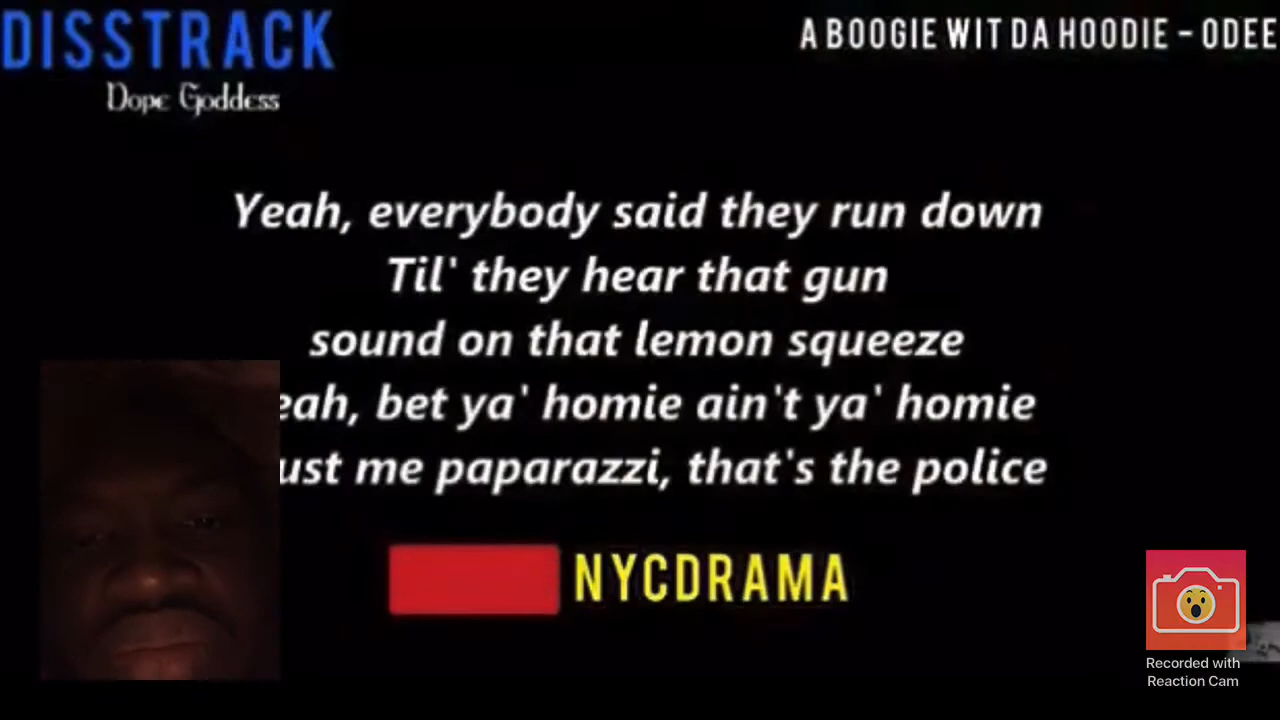 DISSTRACK
Dope Goddess
A BOOGIE WIT DA HOODIE - ODEE
Yeah, everybody said they run down
Til' they hear that gun
sound on that lemon squeeze
eah, bet ya' homie ain't ya' homie
ust me paparazzi, that's the police
NYCDRAMA
Recorded with
Reaction Cam